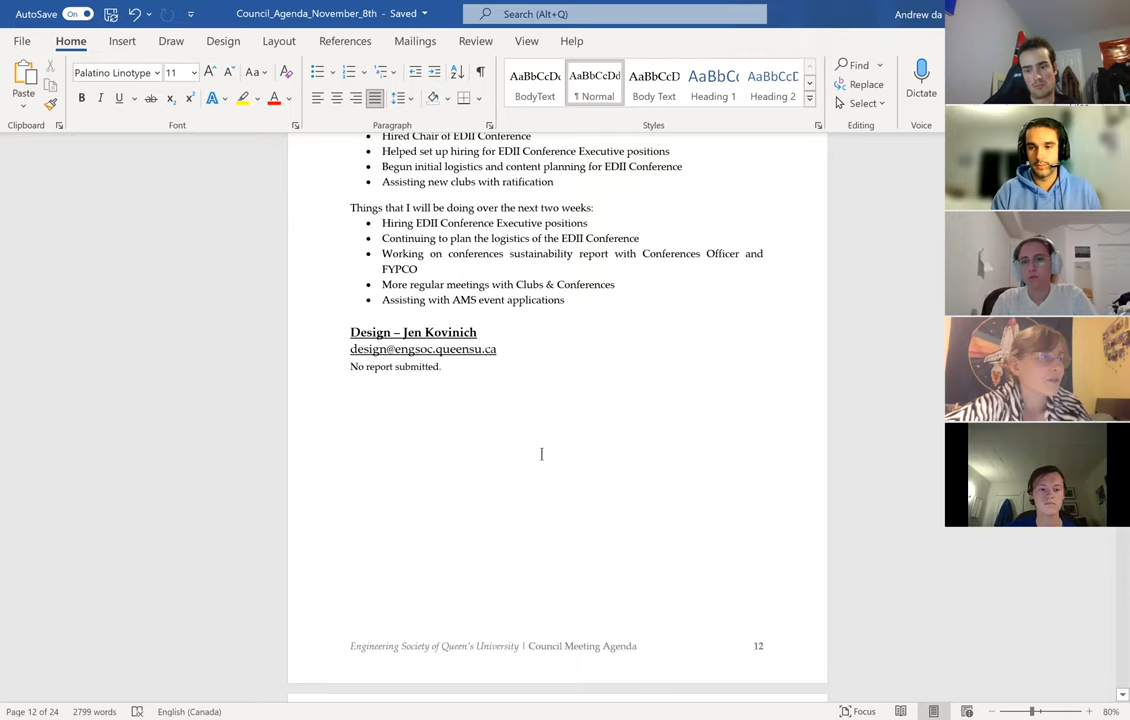 AutoSave On Council_Agenda_November_8th - Saved Search (Alt+Q) Andrew da
File Home Insert Draw Design Layout References Mailings Review View Help
Paste
Clipboard
Palatino Linotype 11
Font
Paragraph
AaBbCcDc AaBbCcDd AaBbCcD AaBbCc AaBbCcD
BodyText ¶ Normal Body Text Heading 1 Heading 2
Styles
Find
Replace
Select
Editing
Dictate
Voice
• Hired Chair of EDII Conference
• Helped set up hiring for EDII Conference Executive positions
• Begun initial logistics and content planning for EDII Conference
• Assisting new clubs with ratification
Things that I will be doing over the next two weeks:
• Hiring EDII Conference Executive positions
• Continuing to plan the logistics of the EDII Conference
• Working on conferences sustainability report with Conferences Officer and
FYPCO
• More regular meetings with Clubs & Conferences
• Assisting with AMS event applications
Design – Jen Kovinich
design@engsoc.queensu.ca
No report submitted.
Engineering Society of Queen's University | Council Meeting Agenda 12
Page 12 of 24 2799 words English (Canada) Focus 80%